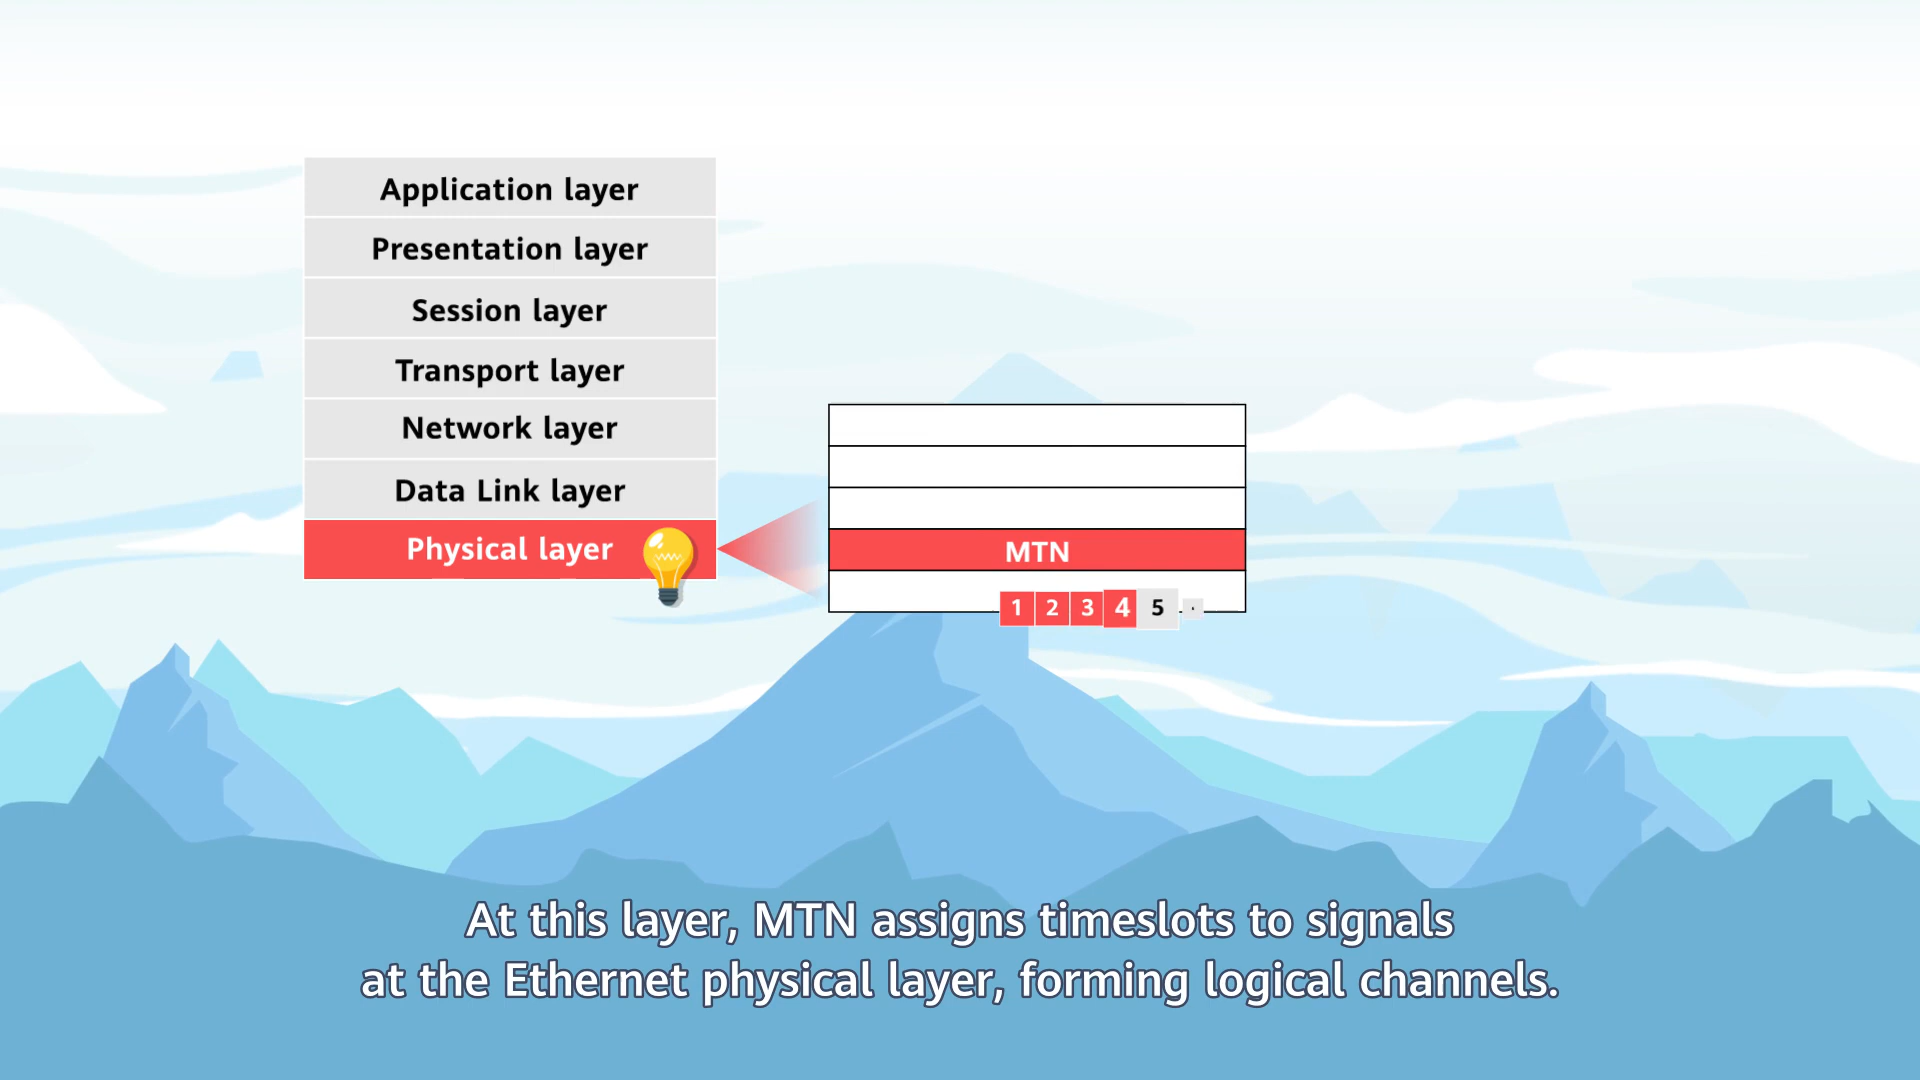 Application layer
Presentation layer
Session layer
Transport layer
Network layer
Data Link layer
Physical layer
MTN
1 2 3 4 5
At this layer, MTN assigns timeslots to signals
at the Ethernet physical layer, forming logical channels.